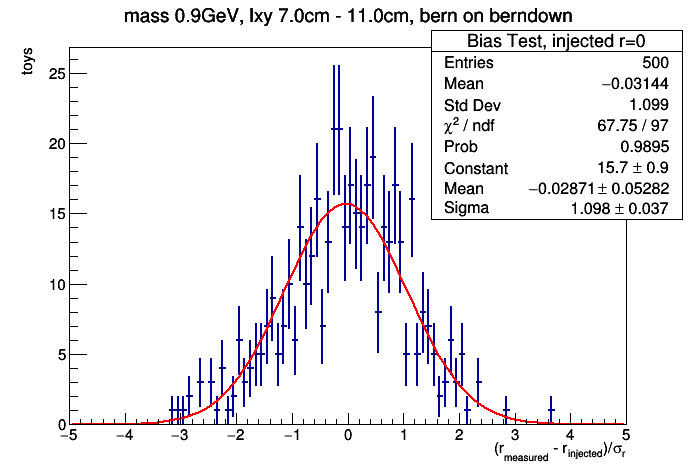 mass 0.9GeV, lxy 7.0cm - 11.0cm, bern on berndown
toys
Bias Test, injected r=0
Entries 500
Mean −0.03144
Std Dev 1.099
χ² / ndf 67.75 / 97
Prob 0.9895
Constant 15.7 ± 0.9
Mean −0.02871 ± 0.05282
Sigma 1.098 ± 0.037
25
20
15
10
5
0
−5 −4 −3 −2 −1 0 1 2 3 4 5
(r_measured - r_injected)/σ_r